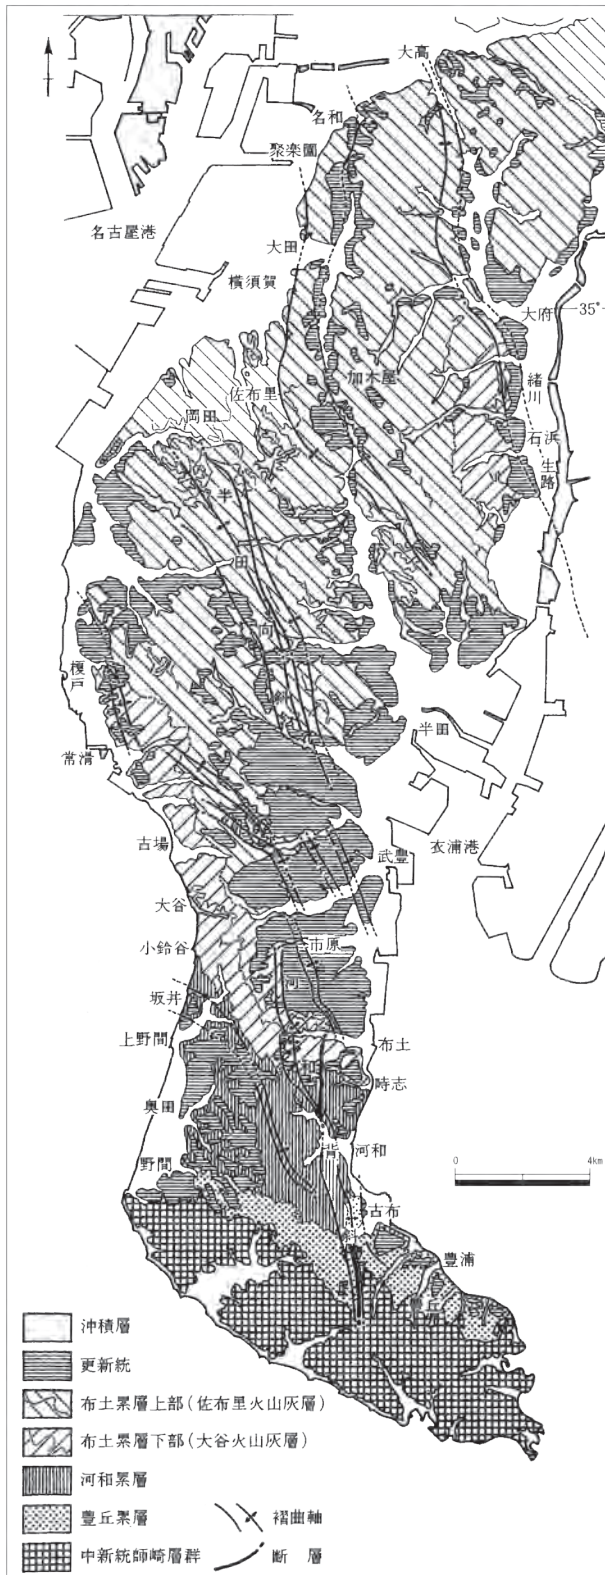 大高
名和
聚楽園
名古屋港
大田
横須賀
大府
35°
緒川
佐布里
加木屋
岡田
石浜
生路
半
田
向
斜
榎戸
半田
常滑
古場
武豊
衣浦港
大谷
小鈴谷
市原
河
坂井
上野間
布土
和
時志
奥田
背
河和
野間
0 4km
古布
斜
豊浦
豊丘
沖積層
更新統
布土累層上部(佐布里火山灰層)
布土累層下部(大谷火山灰層)
河和累層
豊丘累層
褶曲軸
中新統師崎層群
断層